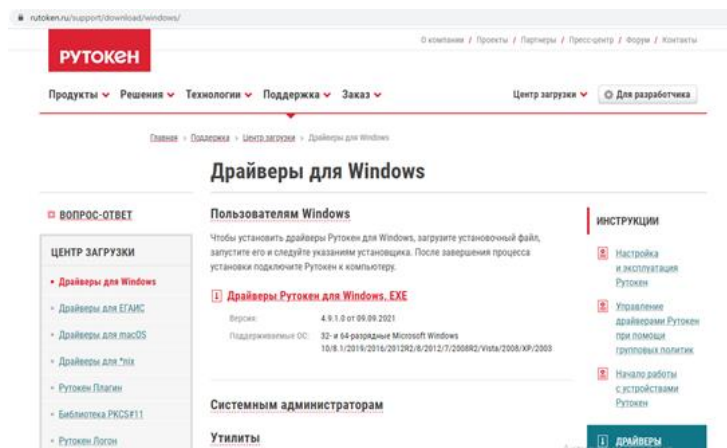 rutoken.ru/support/download/windows/
О компании / Проекты / Партнеры / Пресс-центр / Форум / Контакты
РУТОКЕН
Продукты Решения Технологии Поддержка Заказ
Центр загрузки Для разработчика
Главная > Поддержка > Центр загрузки > Драйверы для Windows
Драйверы для Windows
ВОПРОС-ОТВЕТ
ЦЕНТР ЗАГРУЗКИ
• Драйверы для Windows
• Драйверы для ЕГАИС
• Драйверы для macOS
• Драйверы для *nix
• Рутокен Плагин
• Библиотека PKCS#11
• Рутокен Логон
Пользователям Windows
Чтобы установить драйверы Рутокен для Windows, загрузите установочный файл,
запустите его и следуйте указаниям установщика. После завершения процесса
установки подключите Рутокен к компьютеру.
Драйверы Рутокен для Windows, EXE
Версия: 4.9.1.0 от 09.09.2021
Поддерживаемые ОС: 32- и 64-разрядные Microsoft Windows
10/8.1/2019/2016/2012R2/8/2012/7/2008R2/Vista/2008/XP/2003
Системным администраторам
Утилиты
ИНСТРУКЦИИ
Настройка
и эксплуатация
Рутокен
Управление
драйверами Рутокен
при помощи
групповых политик
Начало работы
с устройствами
Рутокен
ДРАЙВЕРЫ